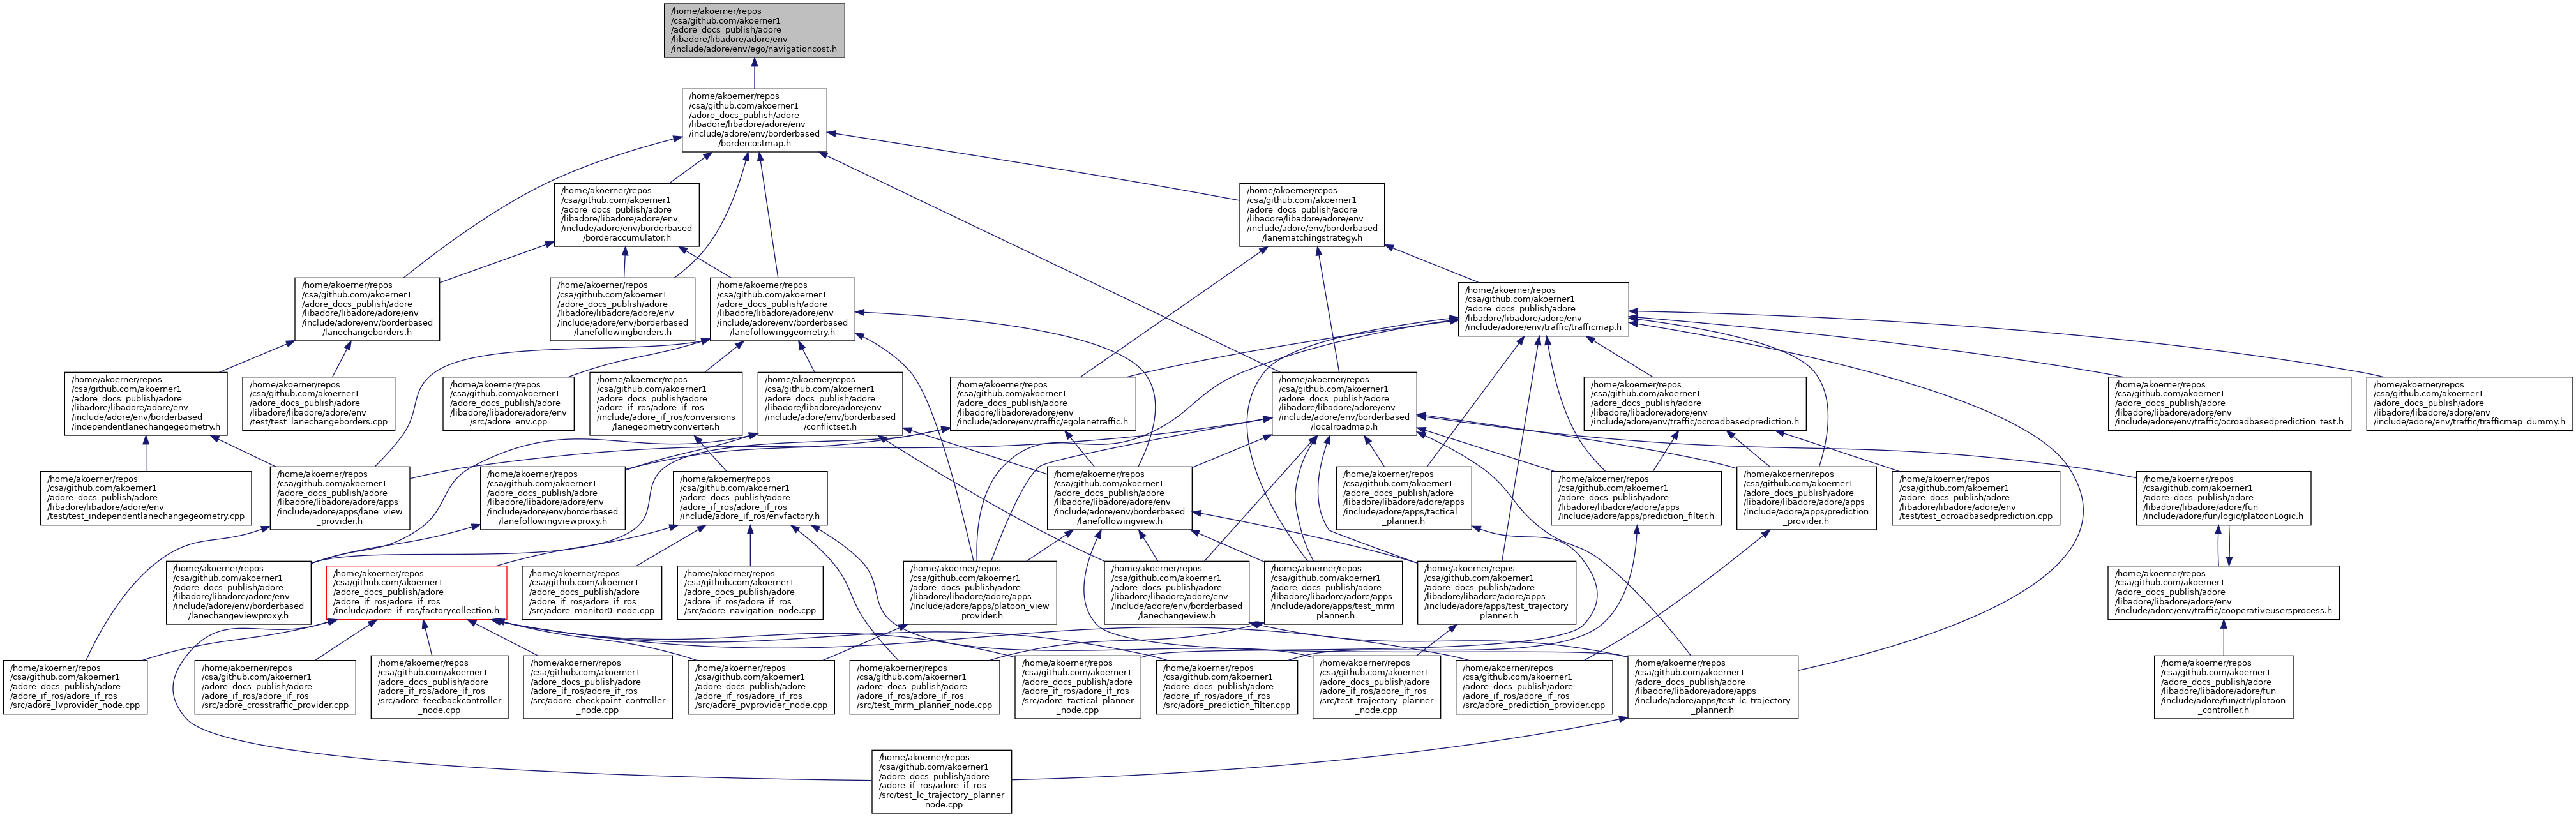 /home/akoerner/repos
/csa/github.com/akoerner1
/adore_docs_publish/adore
/libadore/libadore/adore/env
/include/adore/env/ego/navigationcost.h
/home/akoerner/repos
/csa/github.com/akoerner1
/adore_docs_publish/adore
/libadore/libadore/adore/env
/include/adore/env/borderbased
/bordercostmap.h
/home/akoerner/repos
/csa/github.com/akoerner1
/adore_docs_publish/adore
/libadore/libadore/adore/env
/include/adore/env/borderbased
/borderaccumulator.h
/home/akoerner/repos
/csa/github.com/akoerner1
/adore_docs_publish/adore
/libadore/libadore/adore/env
/include/adore/env/borderbased
/lanematchingstrategy.h
/home/akoerner/repos
/csa/github.com/akoerner1
/adore_docs_publish/adore
/libadore/libadore/adore/env
/include/adore/env/borderbased
/lanechangeborders.h
/home/akoerner/repos
/csa/github.com/akoerner1
/adore_docs_publish/adore
/libadore/libadore/adore/env
/include/adore/env/borderbased
/lanefollowingborders.h
/home/akoerner/repos
/csa/github.com/akoerner1
/adore_docs_publish/adore
/libadore/libadore/adore/env
/include/adore/env/borderbased
/lanefollowinggeometry.h
/home/akoerner/repos
/csa/github.com/akoerner1
/adore_docs_publish/adore
/libadore/libadore/adore/env
/include/adore/env/traffic/trafficmap.h
/home/akoerner/repos
/csa/github.com/akoerner1
/adore_docs_publish/adore
/libadore/libadore/adore/env
/include/adore/env/borderbased
/independentlanechangegeometry.h
/home/akoerner/repos
/csa/github.com/akoerner1
/adore_docs_publish/adore
/libadore/libadore/adore/env
/test/test_lanechangeborders.cpp
/home/akoerner/repos
/csa/github.com/akoerner1
/adore_docs_publish/adore
/libadore/libadore/adore/env
/src/adore_env.cpp
/home/akoerner/repos
/csa/github.com/akoerner1
/adore_docs_publish/adore
/adore_if_ros/adore_if_ros
/include/adore_if_ros/conversions
/lanegeometryconverter.h
/home/akoerner/repos
/csa/github.com/akoerner1
/adore_docs_publish/adore
/libadore/libadore/adore/env
/include/adore/env/borderbased
/conflictset.h
/home/akoerner/repos
/csa/github.com/akoerner1
/adore_docs_publish/adore
/libadore/libadore/adore/env
/include/adore/env/traffic/egolanetraffic.h
/home/akoerner/repos
/csa/github.com/akoerner1
/adore_docs_publish/adore
/libadore/libadore/adore/env
/include/adore/env/borderbased
/localroadmap.h
/home/akoerner/repos
/csa/github.com/akoerner1
/adore_docs_publish/adore
/libadore/libadore/adore/env
/include/adore/env/traffic/ocroadbasedprediction.h
/home/akoerner/repos
/csa/github.com/akoerner1
/adore_docs_publish/adore
/libadore/libadore/adore/env
/include/adore/env/traffic/ocroadbasedprediction_test.h
/home/akoerner/repos
/csa/github.com/akoerner1
/adore_docs_publish/adore
/libadore/libadore/adore/env
/include/adore/env/traffic/trafficmap_dummy.h
/home/akoerner/repos
/csa/github.com/akoerner1
/adore_docs_publish/adore
/libadore/libadore/adore/env
/test/test_independentlanechangegeometry.cpp
/home/akoerner/repos
/csa/github.com/akoerner1
/adore_docs_publish/adore
/libadore/libadore/adore/apps
/include/adore/apps/lane_view
_provider.h
/home/akoerner/repos
/csa/github.com/akoerner1
/adore_docs_publish/adore
/libadore/libadore/adore/env
/include/adore/env/borderbased
/lanefollowingviewproxy.h
/home/akoerner/repos
/csa/github.com/akoerner1
/adore_docs_publish/adore
/adore_if_ros/adore_if_ros
/include/adore_if_ros/envfactory.h
/home/akoerner/repos
/csa/github.com/akoerner1
/adore_docs_publish/adore
/libadore/libadore/adore/env
/include/adore/env/borderbased
/lanefollowingview.h
/home/akoerner/repos
/csa/github.com/akoerner1
/adore_docs_publish/adore
/libadore/libadore/adore/apps
/include/adore/apps/tactical
_planner.h
/home/akoerner/repos
/csa/github.com/akoerner1
/adore_docs_publish/adore
/libadore/libadore/adore/apps
/include/adore/apps/prediction_filter.h
/home/akoerner/repos
/csa/github.com/akoerner1
/adore_docs_publish/adore
/libadore/libadore/adore/apps
/include/adore/apps/prediction
_provider.h
/home/akoerner/repos
/csa/github.com/akoerner1
/adore_docs_publish/adore
/libadore/libadore/adore/env
/test/test_ocroadbasedprediction.cpp
/home/akoerner/repos
/csa/github.com/akoerner1
/adore_docs_publish/adore
/libadore/libadore/adore/fun
/include/adore/fun/logic/platoonLogic.h
/home/akoerner/repos
/csa/github.com/akoerner1
/adore_docs_publish/adore
/libadore/libadore/adore/env
/include/adore/env/borderbased
/lanechangeviewproxy.h
/home/akoerner/repos
/csa/github.com/akoerner1
/adore_docs_publish/adore
/adore_if_ros/adore_if_ros
/include/adore_if_ros/factorycollection.h
/home/akoerner/repos
/csa/github.com/akoerner1
/adore_docs_publish/adore
/adore_if_ros/adore_if_ros
/src/adore_monitor0_node.cpp
/home/akoerner/repos
/csa/github.com/akoerner1
/adore_docs_publish/adore
/adore_if_ros/adore_if_ros
/src/adore_navigation_node.cpp
/home/akoerner/repos
/csa/github.com/akoerner1
/adore_docs_publish/adore
/libadore/libadore/adore/apps
/include/adore/apps/platoon_view
_provider.h
/home/akoerner/repos
/csa/github.com/akoerner1
/adore_docs_publish/adore
/libadore/libadore/adore/env
/include/adore/env/borderbased
/lanechangeview.h
/home/akoerner/repos
/csa/github.com/akoerner1
/adore_docs_publish/adore
/libadore/libadore/adore/apps
/include/adore/apps/test_mrm
_planner.h
/home/akoerner/repos
/csa/github.com/akoerner1
/adore_docs_publish/adore
/libadore/libadore/adore/apps
/include/adore/apps/test_trajectory
_planner.h
/home/akoerner/repos
/csa/github.com/akoerner1
/adore_docs_publish/adore
/libadore/libadore/adore/env
/include/adore/env/traffic/cooperativeusersprocess.h
/home/akoerner/repos
/csa/github.com/akoerner1
/adore_docs_publish/adore
/adore_if_ros/adore_if_ros
/src/adore_lvprovider_node.cpp
/home/akoerner/repos
/csa/github.com/akoerner1
/adore_docs_publish/adore
/adore_if_ros/adore_if_ros
/src/adore_crosstraffic_provider.cpp
/home/akoerner/repos
/csa/github.com/akoerner1
/adore_docs_publish/adore
/adore_if_ros/adore_if_ros
/src/adore_feedbackcontroller
_node.cpp
/home/akoerner/repos
/csa/github.com/akoerner1
/adore_docs_publish/adore
/adore_if_ros/adore_if_ros
/src/adore_checkpoint_controller
_node.cpp
/home/akoerner/repos
/csa/github.com/akoerner1
/adore_docs_publish/adore
/adore_if_ros/adore_if_ros
/src/adore_pvprovider_node.cpp
/home/akoerner/repos
/csa/github.com/akoerner1
/adore_docs_publish/adore
/adore_if_ros/adore_if_ros
/src/test_mrm_planner_node.cpp
/home/akoerner/repos
/csa/github.com/akoerner1
/adore_docs_publish/adore
/adore_if_ros/adore_if_ros
/src/adore_tactical_planner
_node.cpp
/home/akoerner/repos
/csa/github.com/akoerner1
/adore_docs_publish/adore
/adore_if_ros/adore_if_ros
/src/adore_prediction_filter.cpp
/home/akoerner/repos
/csa/github.com/akoerner1
/adore_docs_publish/adore
/adore_if_ros/adore_if_ros
/src/test_trajectory_planner
_node.cpp
/home/akoerner/repos
/csa/github.com/akoerner1
/adore_docs_publish/adore
/adore_if_ros/adore_if_ros
/src/adore_prediction_provider.cpp
/home/akoerner/repos
/csa/github.com/akoerner1
/adore_docs_publish/adore
/libadore/libadore/adore/apps
/include/adore/apps/test_lc_trajectory
_planner.h
/home/akoerner/repos
/csa/github.com/akoerner1
/adore_docs_publish/adore
/libadore/libadore/adore/fun
/include/adore/fun/ctrl/platoon
_controller.h
/home/akoerner/repos
/csa/github.com/akoerner1
/adore_docs_publish/adore
/adore_if_ros/adore_if_ros
/src/test_lc_trajectory_planner
_node.cpp